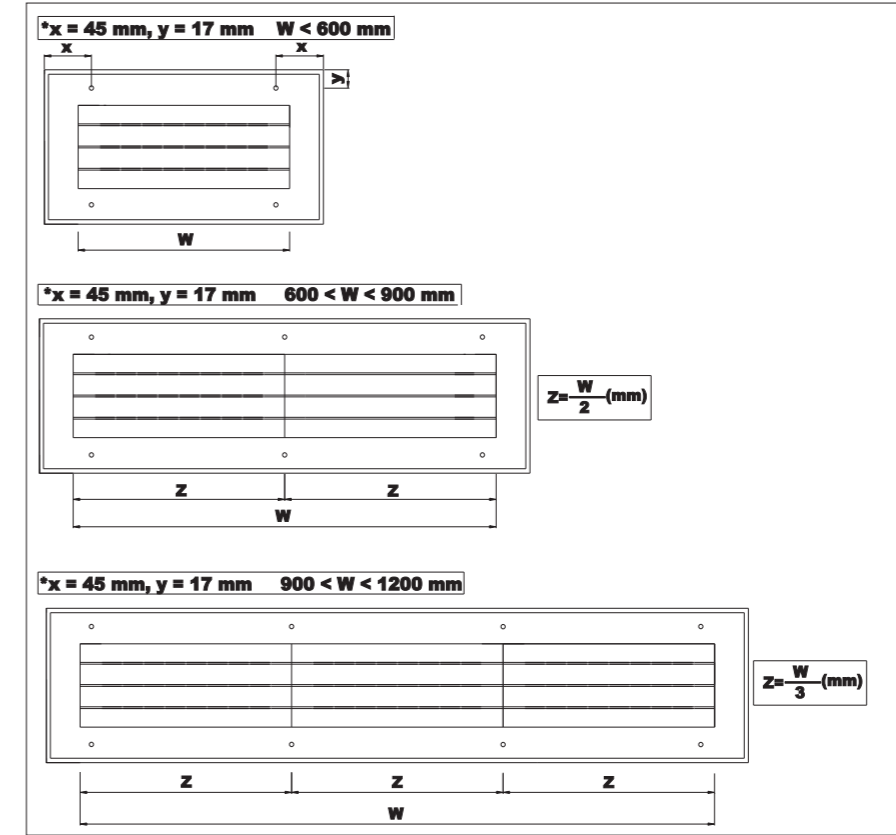 *x = 45 mm, y = 17 mm W < 600 mm
x x
y
W
*x = 45 mm, y = 17 mm 600 < W < 900 mm
Z=W/2(mm)
Z Z
W
*x = 45 mm, y = 17 mm 900 < W < 1200 mm
Z=W/3(mm)
Z Z Z
W